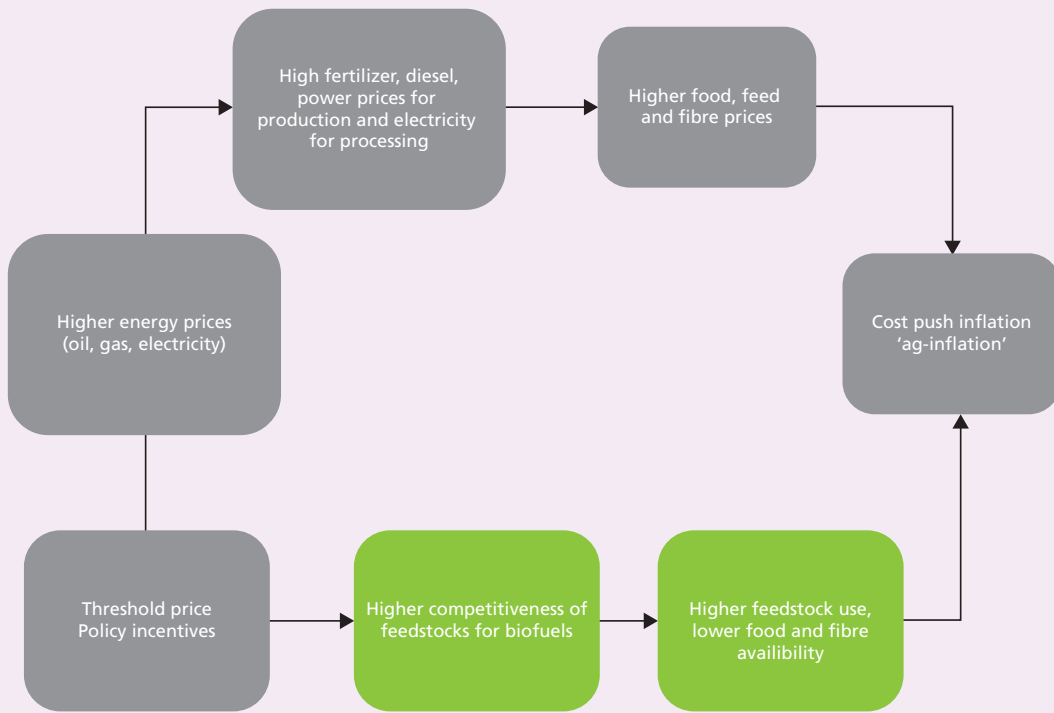 High fertilizer, diesel,
power prices for
production and electricity
for processing
Higher food, feed
and fibre prices
Higher energy prices
(oil, gas, electricity)
Cost push inflation
‘ag-inflation’
Threshold price
Policy incentives
Higher competitiveness of
feedstocks for biofuels
Higher feedstock use,
lower food and fibre
availibility